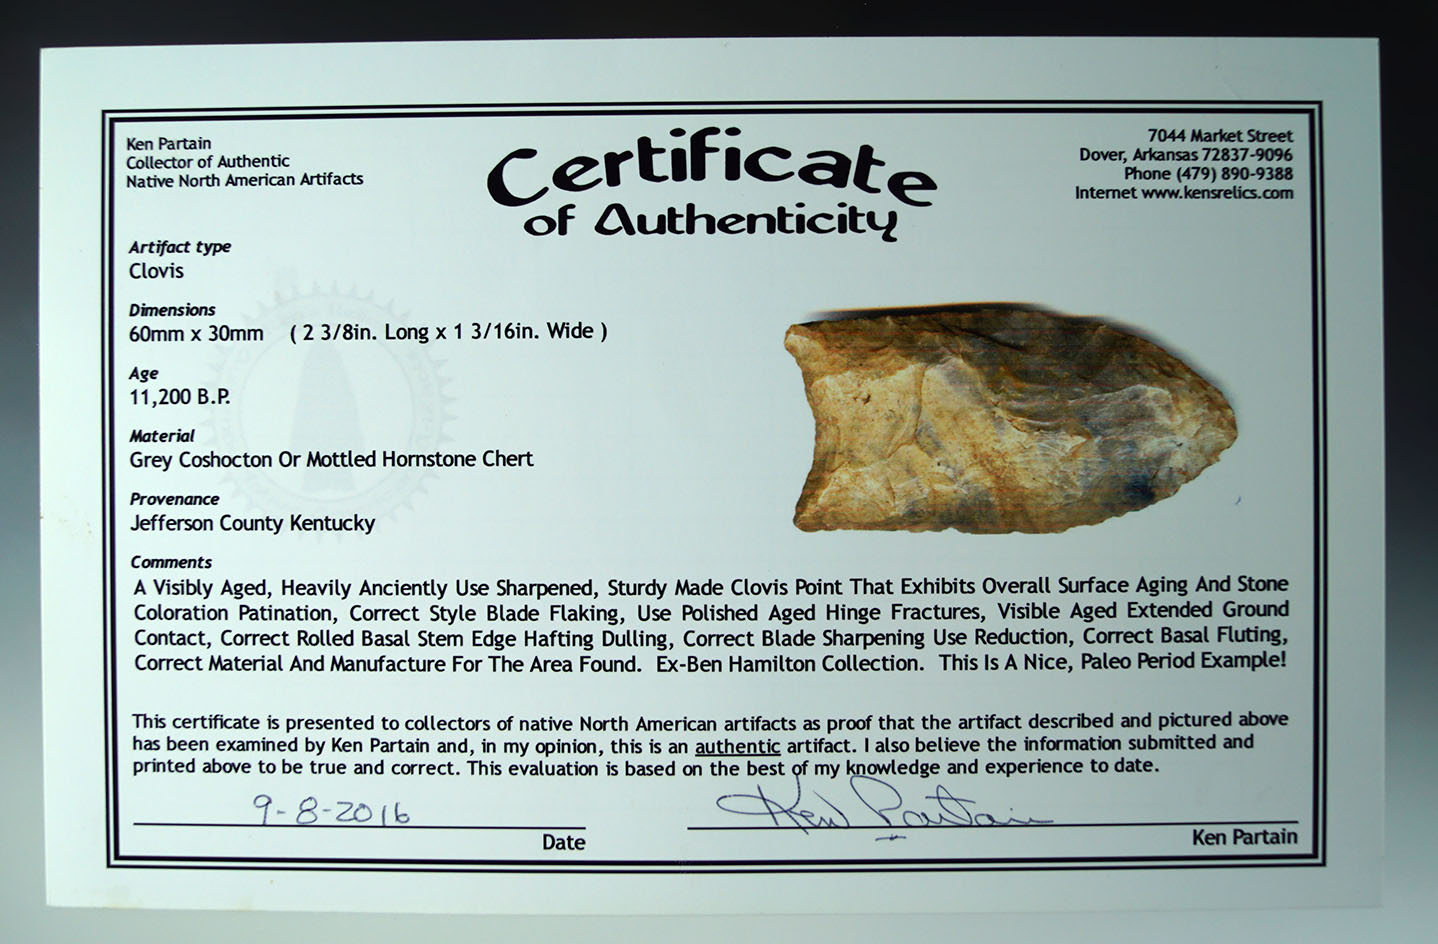 Ken Partain
Collector of Authentic
Native North American Artifacts
Certificate
of Authenticity
7044 Market Street
Dover, Arkansas 72837-9096
Phone (479) 890-9388
Internet www.kensrelics.com
Artifact type
Clovis
Dimensions
60mm x 30mm ( 2 3/8in. Long x 1 3/16in. Wide )
Age
11,200 B.P.
Material
Grey Coshocton Or Mottled Hornstone Chert
Provenance
Jefferson County Kentucky
Comments
A Visibly Aged, Heavily Anciently Use Sharpened, Sturdy Made Clovis Point That Exhibits Overall Surface Aging And Stone
Coloration Patination, Correct Style Blade Flaking, Use Polished Aged Hinge Fractures, Visible Aged Extended Ground
Contact, Correct Rolled Basal Stem Edge Hafting Dulling, Correct Blade Sharpening Use Reduction, Correct Basal Fluting,
Correct Material And Manufacture For The Area Found. Ex-Ben Hamilton Collection. This Is A Nice, Paleo Period Example!
This certificate is presented to collectors of native North American artifacts as proof that the artifact described and pictured above
has been examined by Ken Partain and, in my opinion, this is an authentic artifact. I also believe the information submitted and
printed above to be true and correct. This evaluation is based on the best of my knowledge and experience to date.
9-8-2016
Ken Partain
Date
Ken Partain